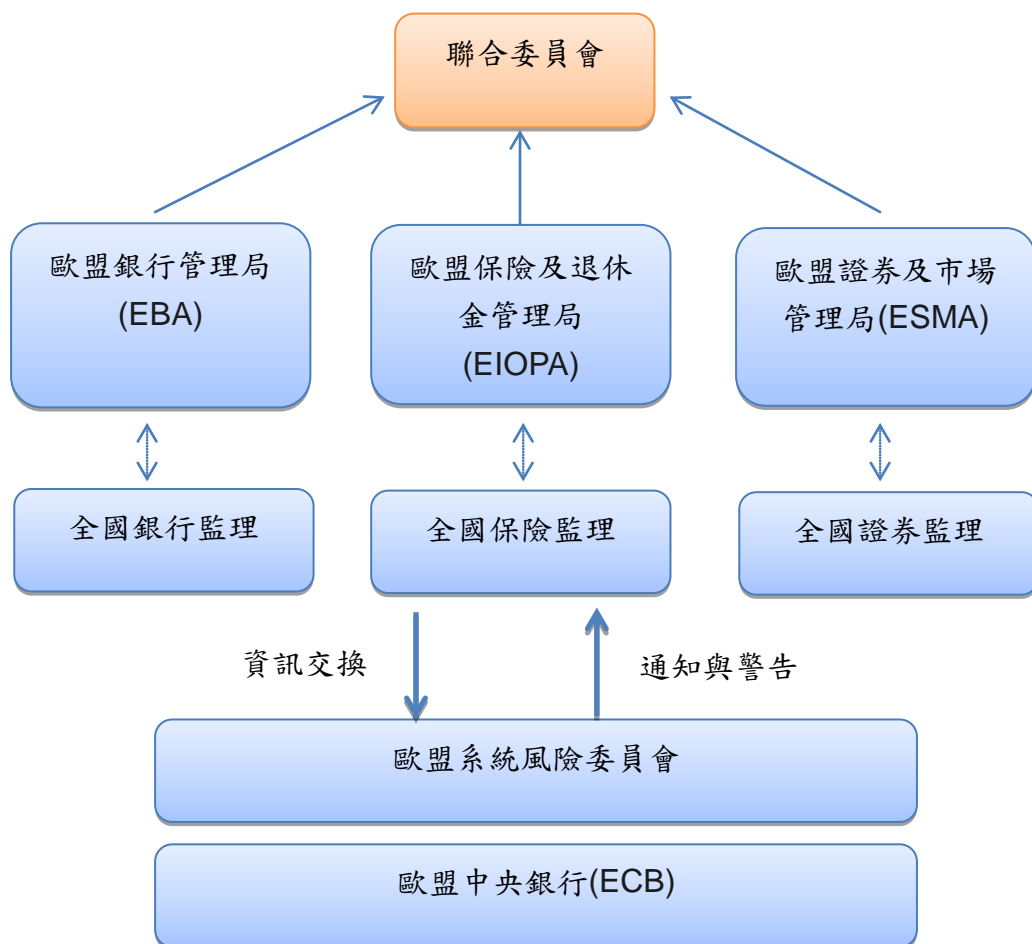 聯合委員會
歐盟銀行管理局
(EBA)
歐盟保險及退休
金管理局
(EIOPA)
歐盟證券及市場
管理局(ESMA)
全國銀行監理
全國保險監理
全國證券監理
資訊交換
通知與警告
歐盟系統風險委員會
歐盟中央銀行(ECB)